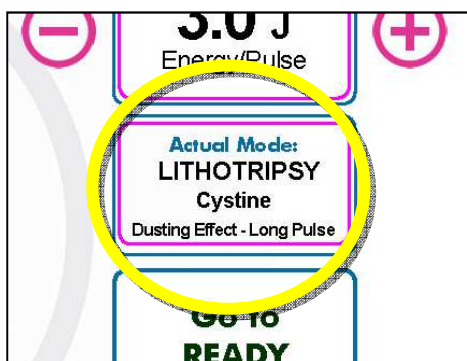 3.0 J
Energy/Pulse
Actual Mode:
LITHOTRIPSY
Cystine
Dusting Effect - Long Pulse
Go to
READY